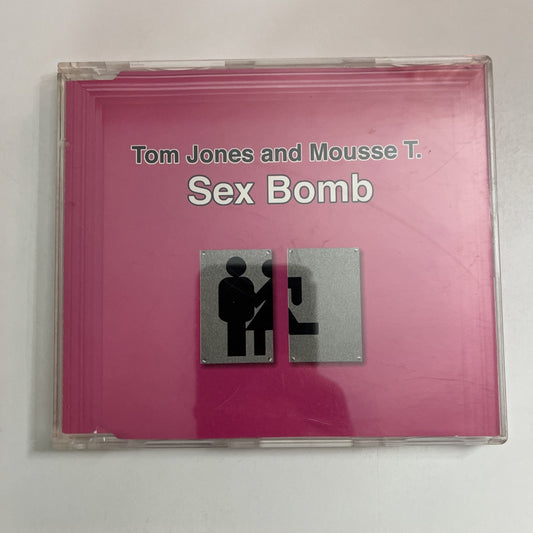 Tom Jones and Mousse T.
Sex Bomb